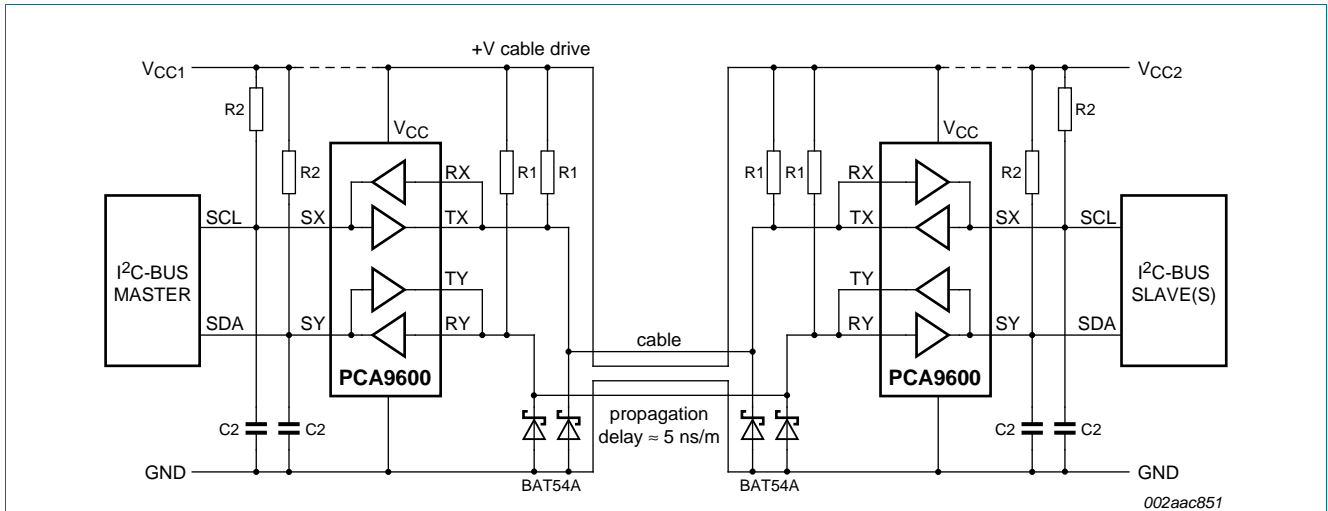 +V cable drive
VCC1
VCC2
R2
R2
VCC
R1
R1
RX
TX
TY
RY
SX
SY
SCL
SDA
I2C-BUS
MASTER
PCA9600
C2
C2
GND
BAT54A
cable
propagation
delay ≈ 5 ns/m
R1
R1
VCC
RX
TX
TY
RY
SX
SY
R2
R2
SCL
SDA
I2C-BUS
SLAVE(S)
PCA9600
C2
C2
GND
BAT54A
002aac851